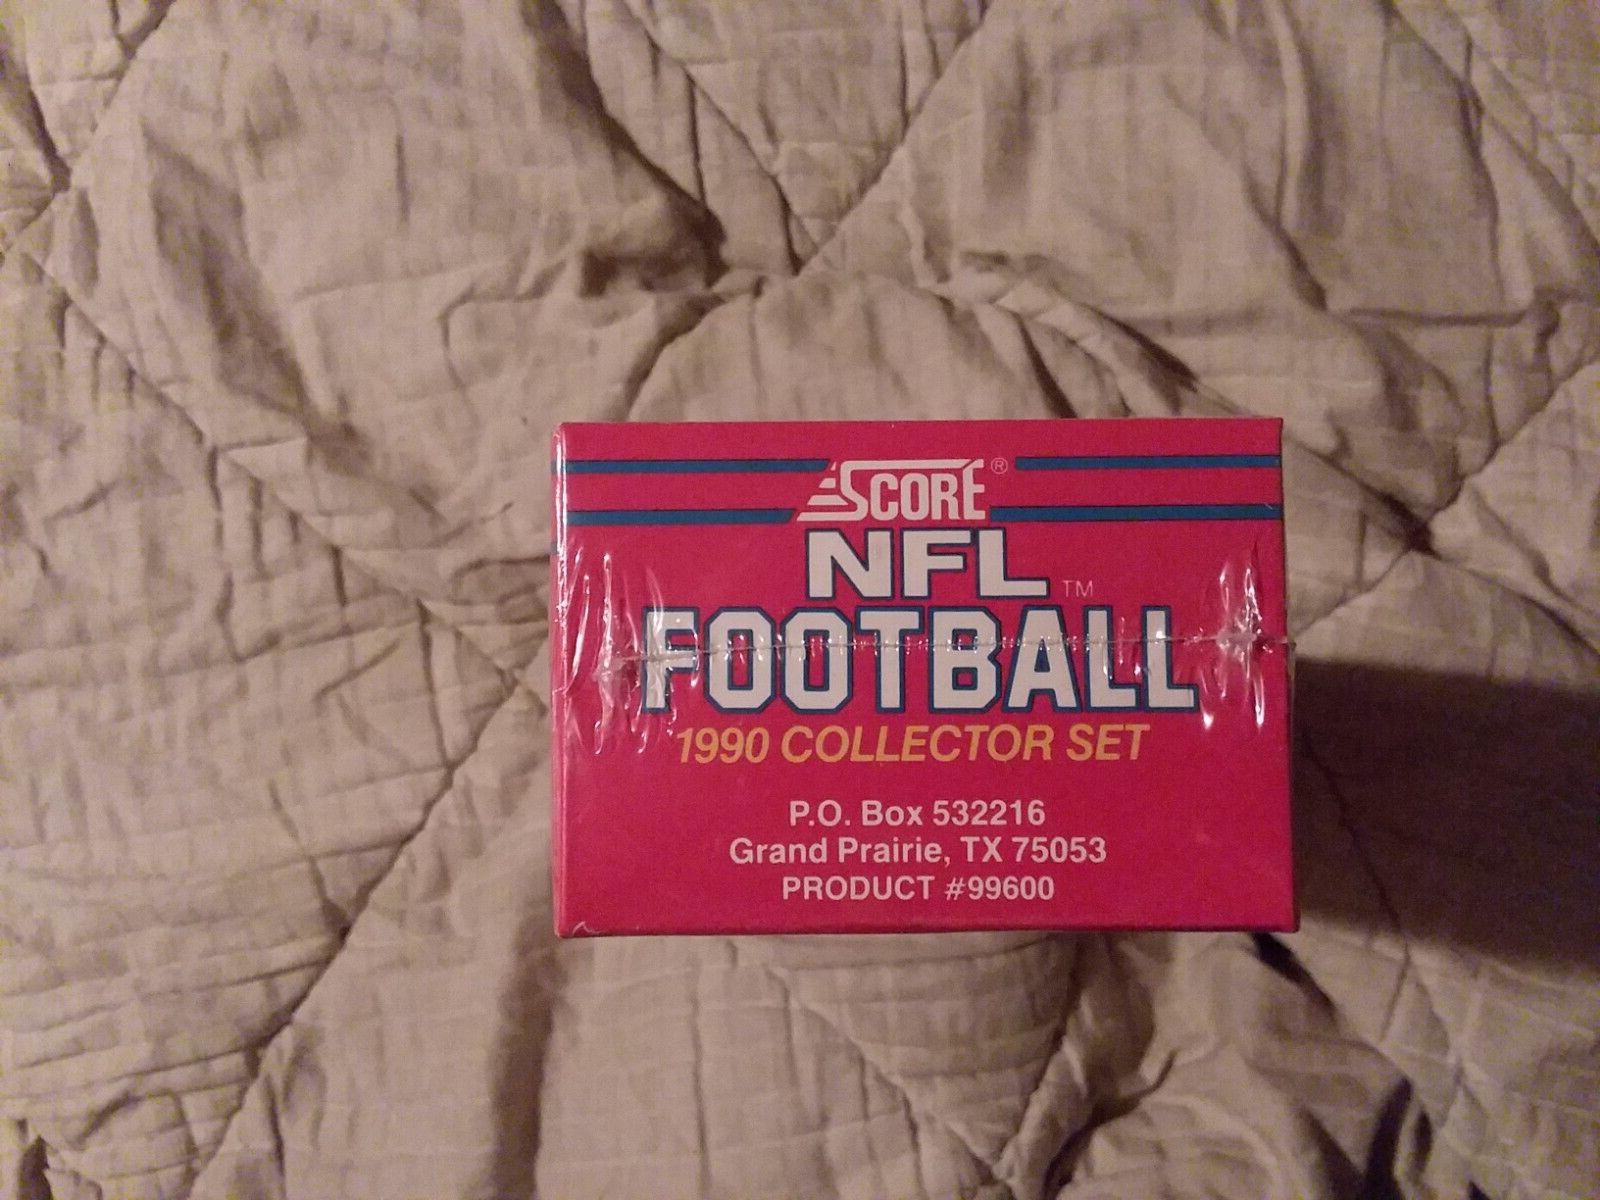 SCORE®
NFL™
FOOTBALL
1990 COLLECTOR SET
P.O. Box 532216
Grand Prairie, TX 75053
PRODUCT #99600